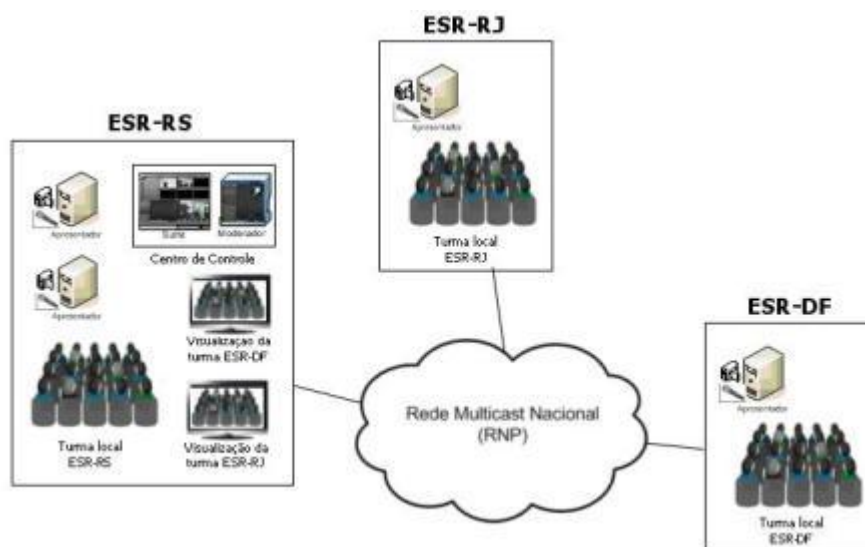 ESR-RJ
Apresentador
Turma local
ESR-RJ
ESR-RS
Apresentador
Moderador
Centro de Controle
Apresentador
Visualização da
turma ESR-DF
Turma local
ESR-RS
Visualização da
turma ESR-RJ
Rede Multicast Nacional
(RNP)
ESR-DF
Apresentador
Turma local
ESR-DF